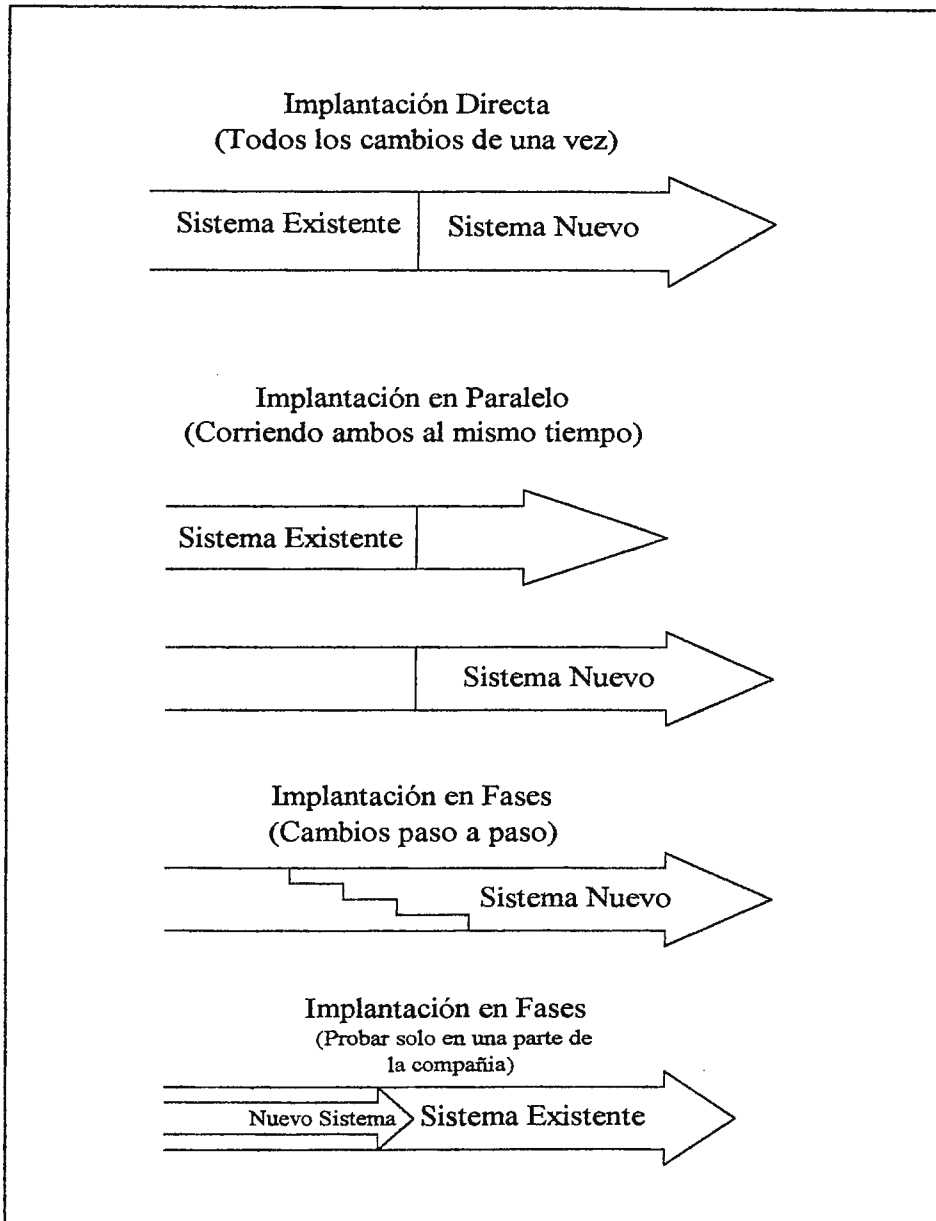 Implantación Directa
(Todos los cambios de una vez)
Sistema Existente
Sistema Nuevo
Implantación en Paralelo
(Corriendo ambos al mismo tiempo)
Sistema Existente
Sistema Nuevo
Implantación en Fases
(Cambios paso a paso)
Sistema Nuevo
Implantación en Fases
(Probar solo en una parte de
la compañia)
Nuevo Sistema
Sistema Existente